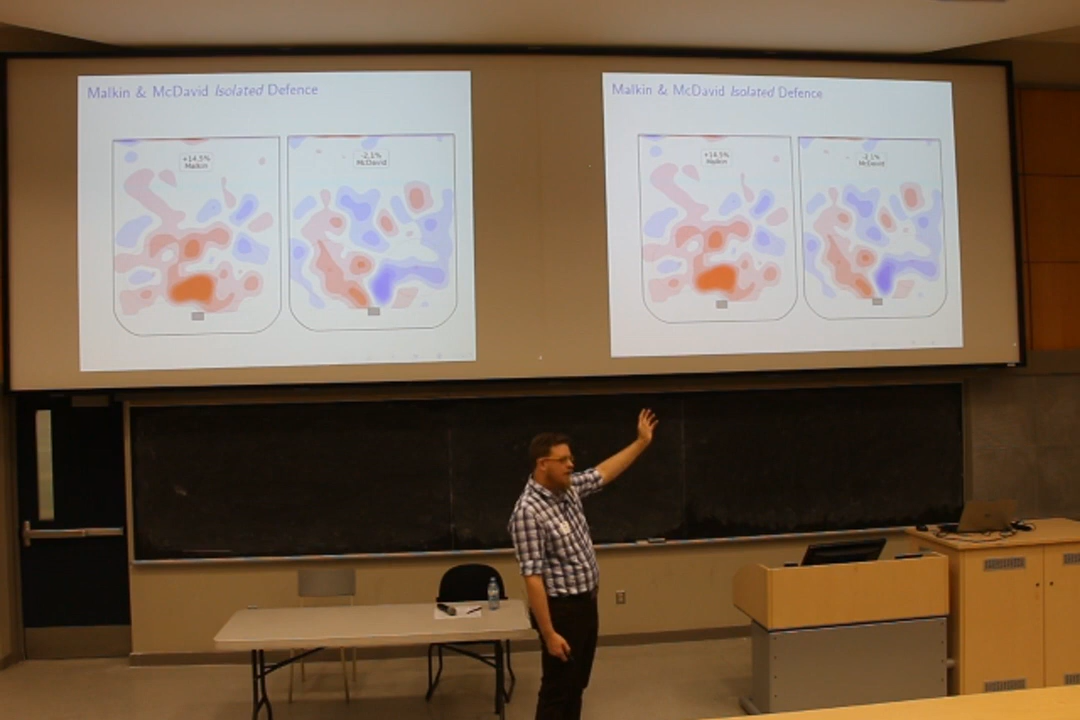 Malkin & McDavid Isolated Defence
+14.5%
Malkin
-2.1%
McDavid
Malkin & McDavid Isolated Defence
+14.5%
Malkin
-2.1%
McDavid